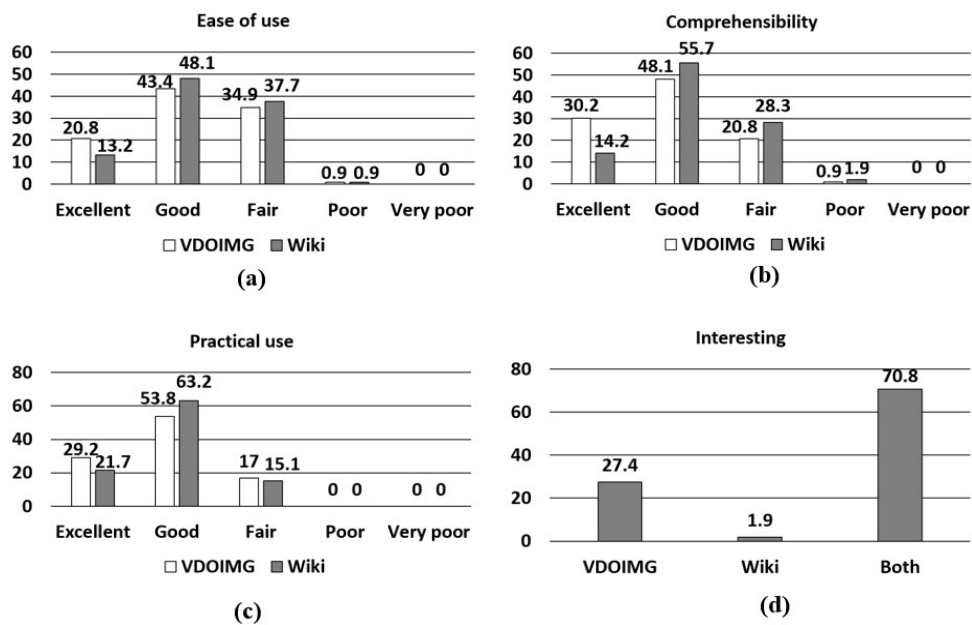 Ease of use
60
50
40
30
20
10
0
20.8 13.2
43.4 48.1
34.9 37.7
0.9 0.9
0 0
Excellent Good Fair Poor Very poor
VDOIMG Wiki
(a)
Comprehensibility
60
50
40
30
20
10
0
30.2 14.2
48.1 55.7
20.8 28.3
0.9 1.9
0 0
Excellent Good Fair Poor Very poor
VDOIMG Wiki
(b)
Practical use
80
60
40
20
0
29.2 21.7
53.8 63.2
17 15.1
0 0
0 0
Excellent Good Fair Poor Very poor
VDOIMG Wiki
(c)
Interesting
80
60
40
20
0
27.4
1.9
70.8
VDOIMG Wiki Both
(d)